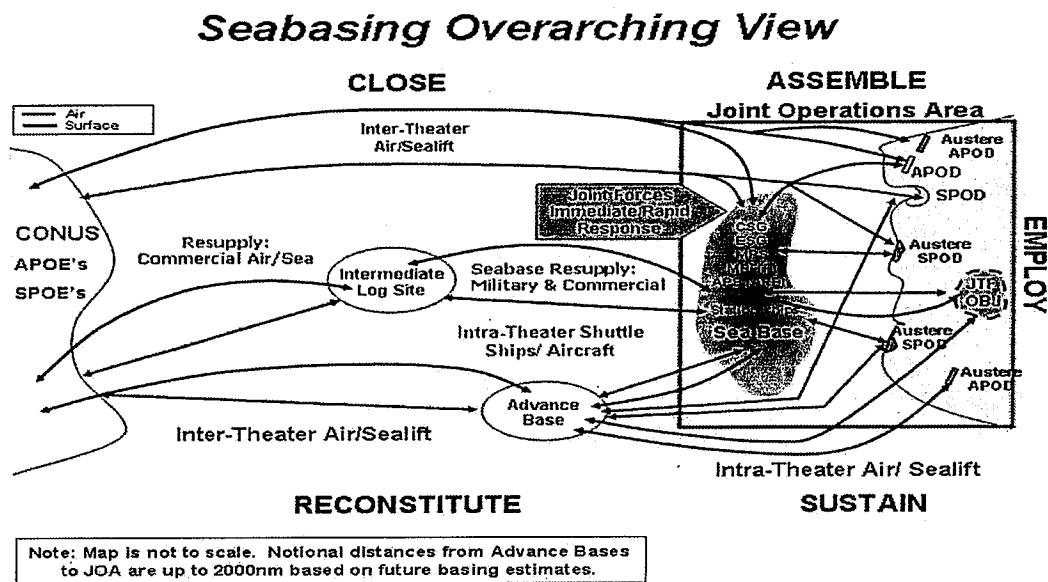 Seabasing Overarching View
CLOSE
ASSEMBLE
Air
Surface
Joint Operations Area
Inter-Theater
Air/Sealift
Austere
APOD
APOD
SPOD
Joint Forces
Immediate Rapid
Response
CSG
ESG
CONUS
APOE's
SPOE's
Resupply:
Commercial Air/Sea
Intermediate
Log Site
Seabase Resupply:
Military & Commercial
Austere
SPOD
EMPLOY
JTF
OBJ
Sea Base
Intra-Theater Shuttle
Ships/ Aircraft
Austere
SPOD
Austere
APOD
Advance
Base
Inter-Theater Air/Sealift
Intra-Theater Air/ Sealift
RECONSTITUTE
SUSTAIN
Note: Map is not to scale. Notional distances from Advance Bases
to JOA are up to 2000nm based on future basing estimates.